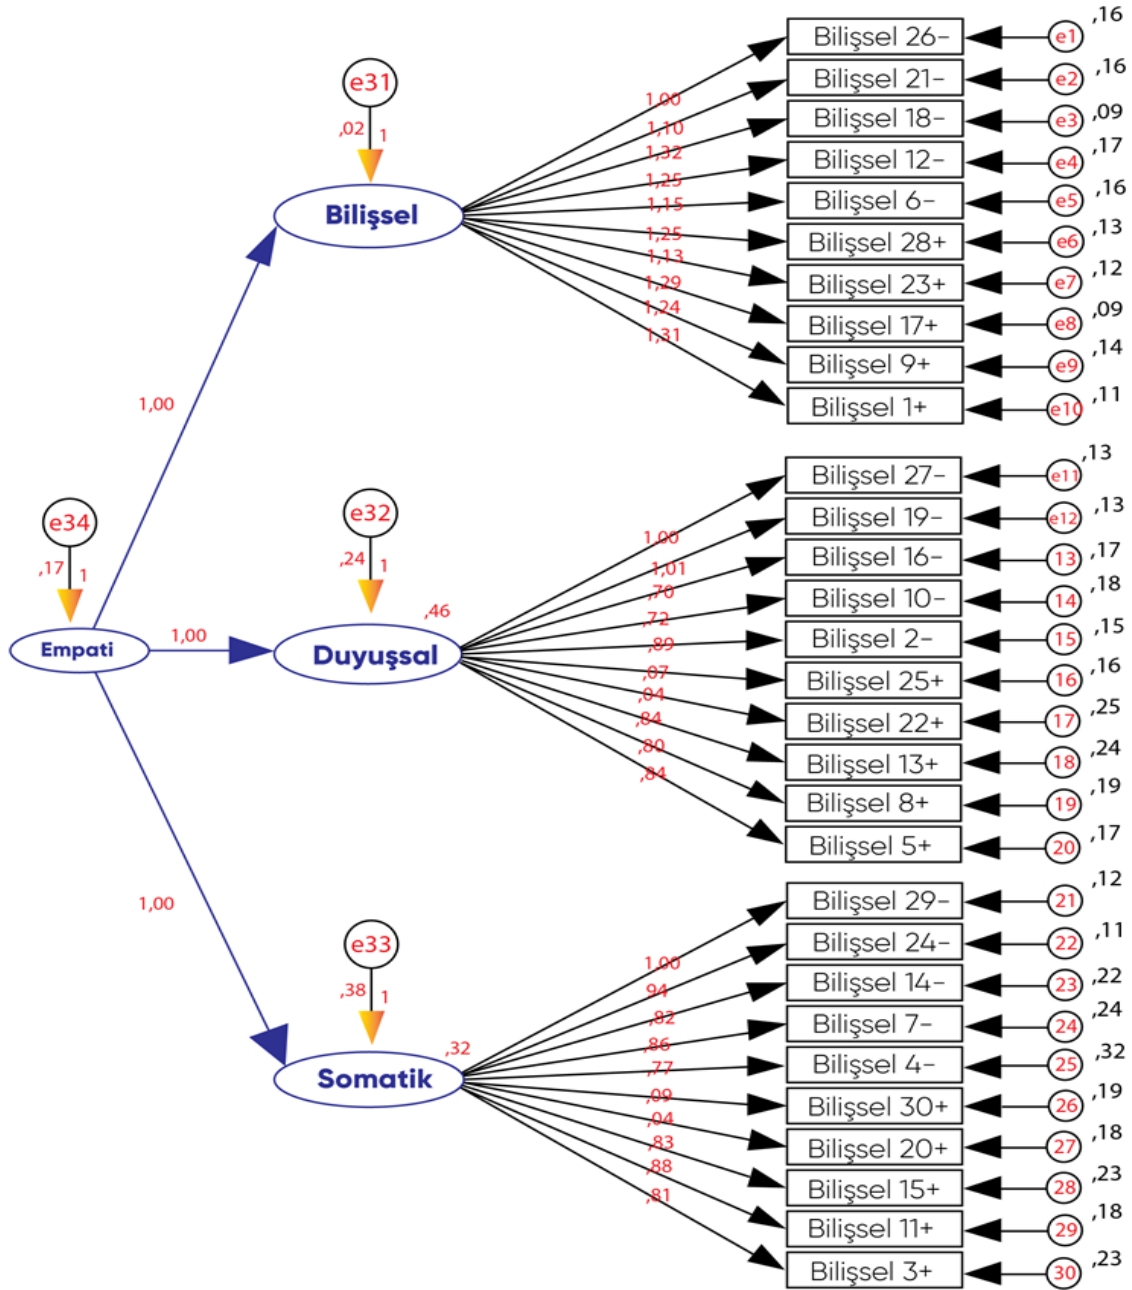 e31
,02 1
Bilişsel
1,00
1,10
1,32
1,25
1,15
1,25
1,13
1,29
1,24
1,31
Bilişsel 26- e1 ,16
Bilişsel 21- e2 ,16
Bilişsel 18- e3 ,09
Bilişsel 12- e4 ,17
Bilişsel 6- e5 ,16
Bilişsel 28+ e6 ,13
Bilişsel 23+ e7 ,12
Bilişsel 17+ e8 ,09
Bilişsel 9+ e9 ,14
Bilişsel 1+ e10 ,11
1,00
e34
,17 1
Empati
1,00
1,00
e32
,24 1
,46
Duyuşsal
1,00
1,01
,70
,72
,89
,07
,04
,84
,80
,84
Bilişsel 27- e11 ,13
Bilişsel 19- e12 ,13
Bilişsel 16- 13 ,17
Bilişsel 10- 14 ,18
Bilişsel 2- 15 ,15
Bilişsel 25+ 16 ,16
Bilişsel 22+ 17 ,25
Bilişsel 13+ 18 ,24
Bilişsel 8+ 19 ,19
Bilişsel 5+ 20 ,17
e33
,38 1
,32
Somatik
1,00
94
,82
,86
,77
,09
,04
,83
,88
,81
Bilişsel 29- 21 ,12
Bilişsel 24- 22 ,11
Bilişsel 14- 23 ,22
Bilişsel 7- 24 ,24
Bilişsel 4- 25 ,32
Bilişsel 30+ 26 ,19
Bilişsel 20+ 27 ,18
Bilişsel 15+ 28 ,23
Bilişsel 11+ 29 ,18
Bilişsel 3+ 30 ,23